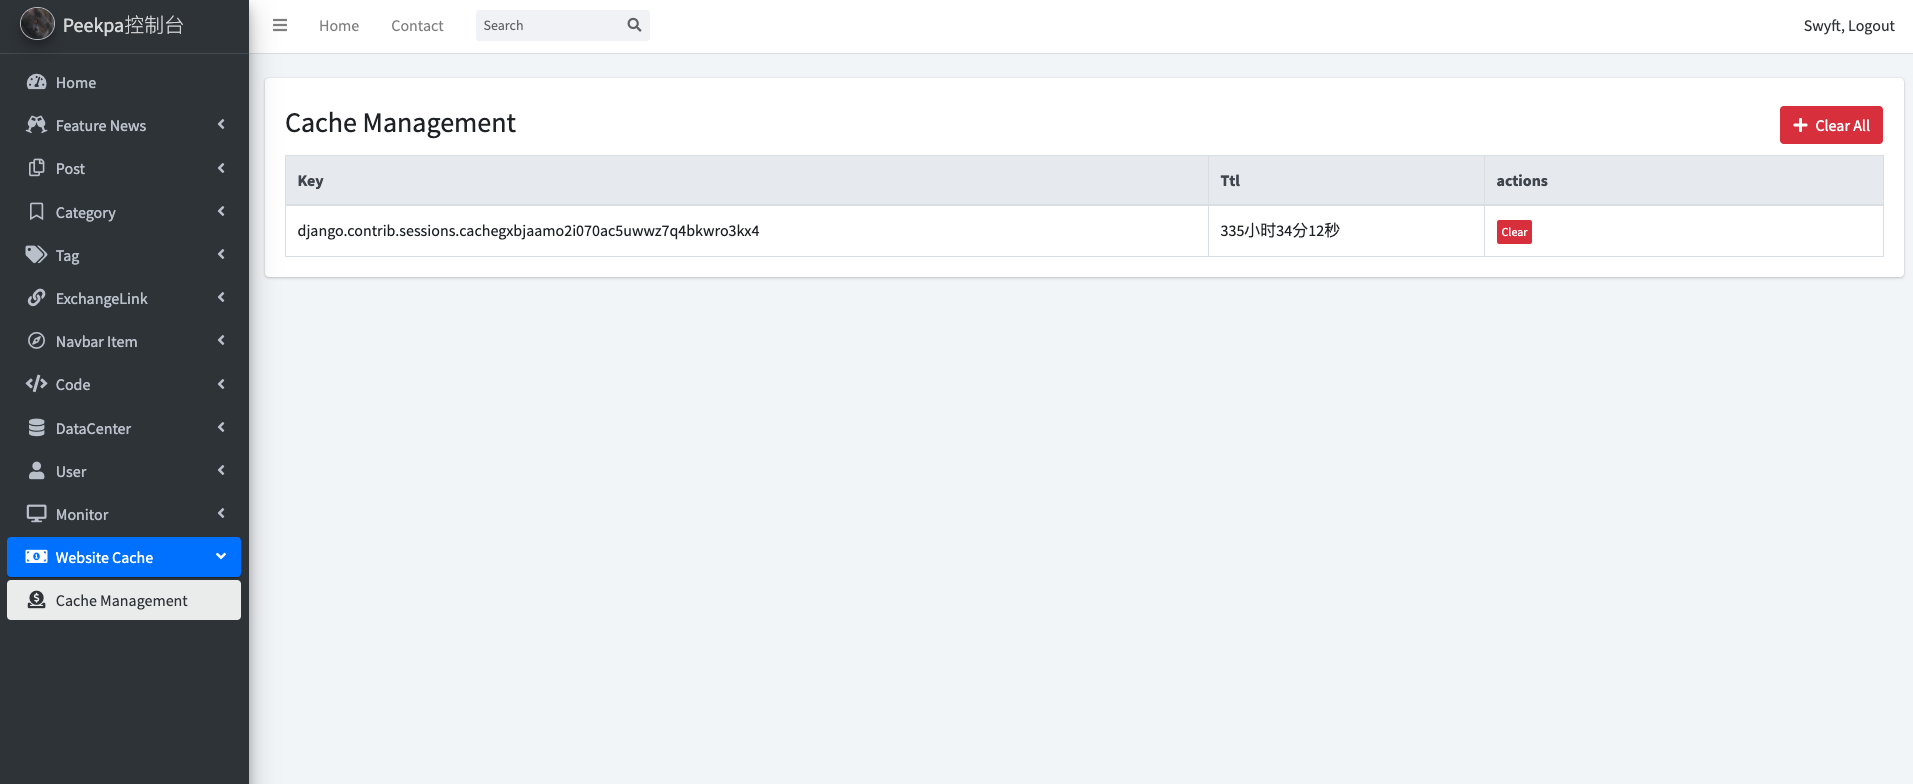 Peekpa控制台
Home
Contact
Search
Swyft, Logout
Home
Feature News
Post
Category
Tag
ExchangeLink
Navbar Item
Code
DataCenter
User
Monitor
Website Cache
Cache Management
Cache Management
Clear All
Key
Ttl
actions
django.contrib.sessions.cachegxbjaamo2i070ac5uwwz7q4bkwro3kx4
335小时34分12秒
Clear